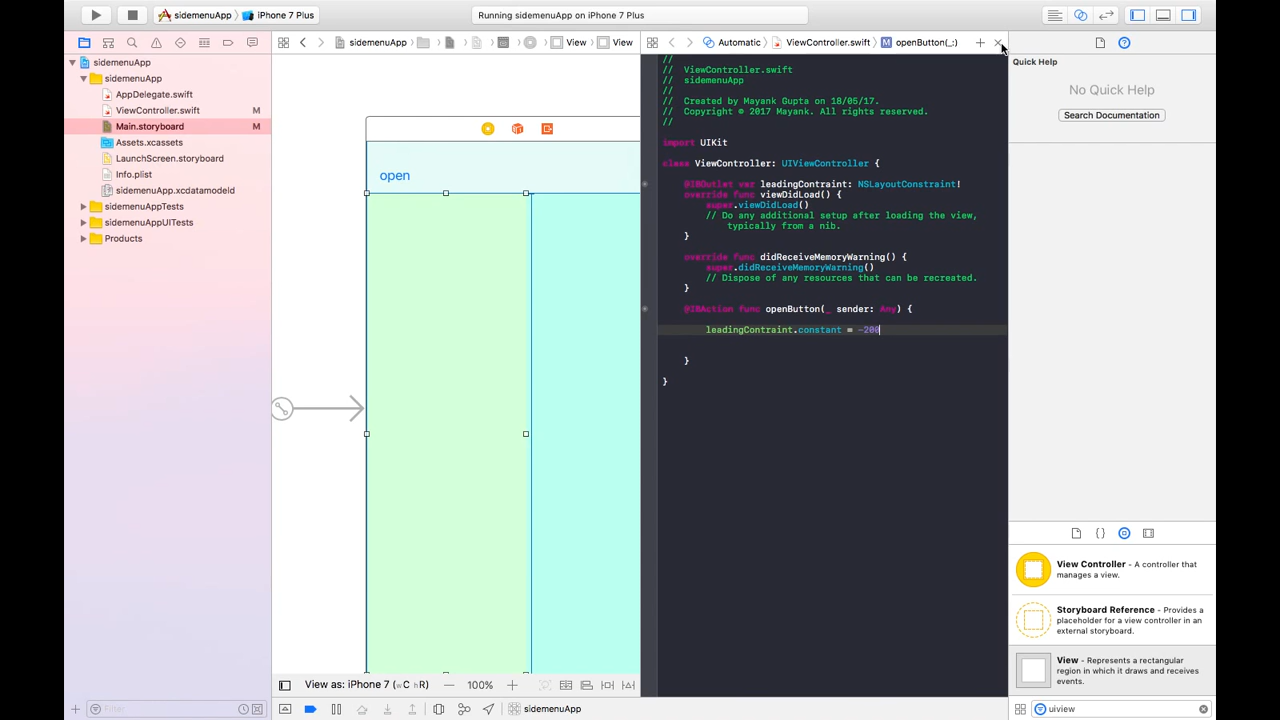 sidemenuApp
iPhone 7 Plus
Running sidemenuApp on iPhone 7 Plus
sidemenuApp
View
View
Automatic
ViewController.swift
openButton(_:)
sidemenuApp
sidemenuApp
AppDelegate.swift
ViewController.swift
M
Main.storyboard
M
Assets.xcassets
LaunchScreen.storyboard
Info.plist
sidemenuApp.xcdatamodeld
sidemenuAppTests
sidemenuAppUITests
Products
open
//
//  ViewController.swift
//  sidemenuApp
//
//  Created by Mayank Gupta on 18/05/17.
//  Copyright © 2017 Mayank. All rights reserved.
//
import UIKit
class ViewController: UIViewController {
@IBOutlet var leadingContraint: NSLayoutConstraint!
override func viewDidLoad() {
super.viewDidLoad()
// Do any additional setup after loading the view,
typically from a nib.
}
override func didReceiveMemoryWarning() {
super.didReceiveMemoryWarning()
// Dispose of any resources that can be recreated.
}
@IBAction func openButton(_ sender: Any) {
leadingContraint.constant = -200
}
}
Quick Help
No Quick Help
Search Documentation
View Controller - A controller that
manages a view.
Storyboard Reference - Provides a
placeholder for a view controller in an
external storyboard.
View - Represents a rectangular
region in which it draws and receives
events.
View as: iPhone 7 (wC hR)
100%
Filter
sidemenuApp
uiview